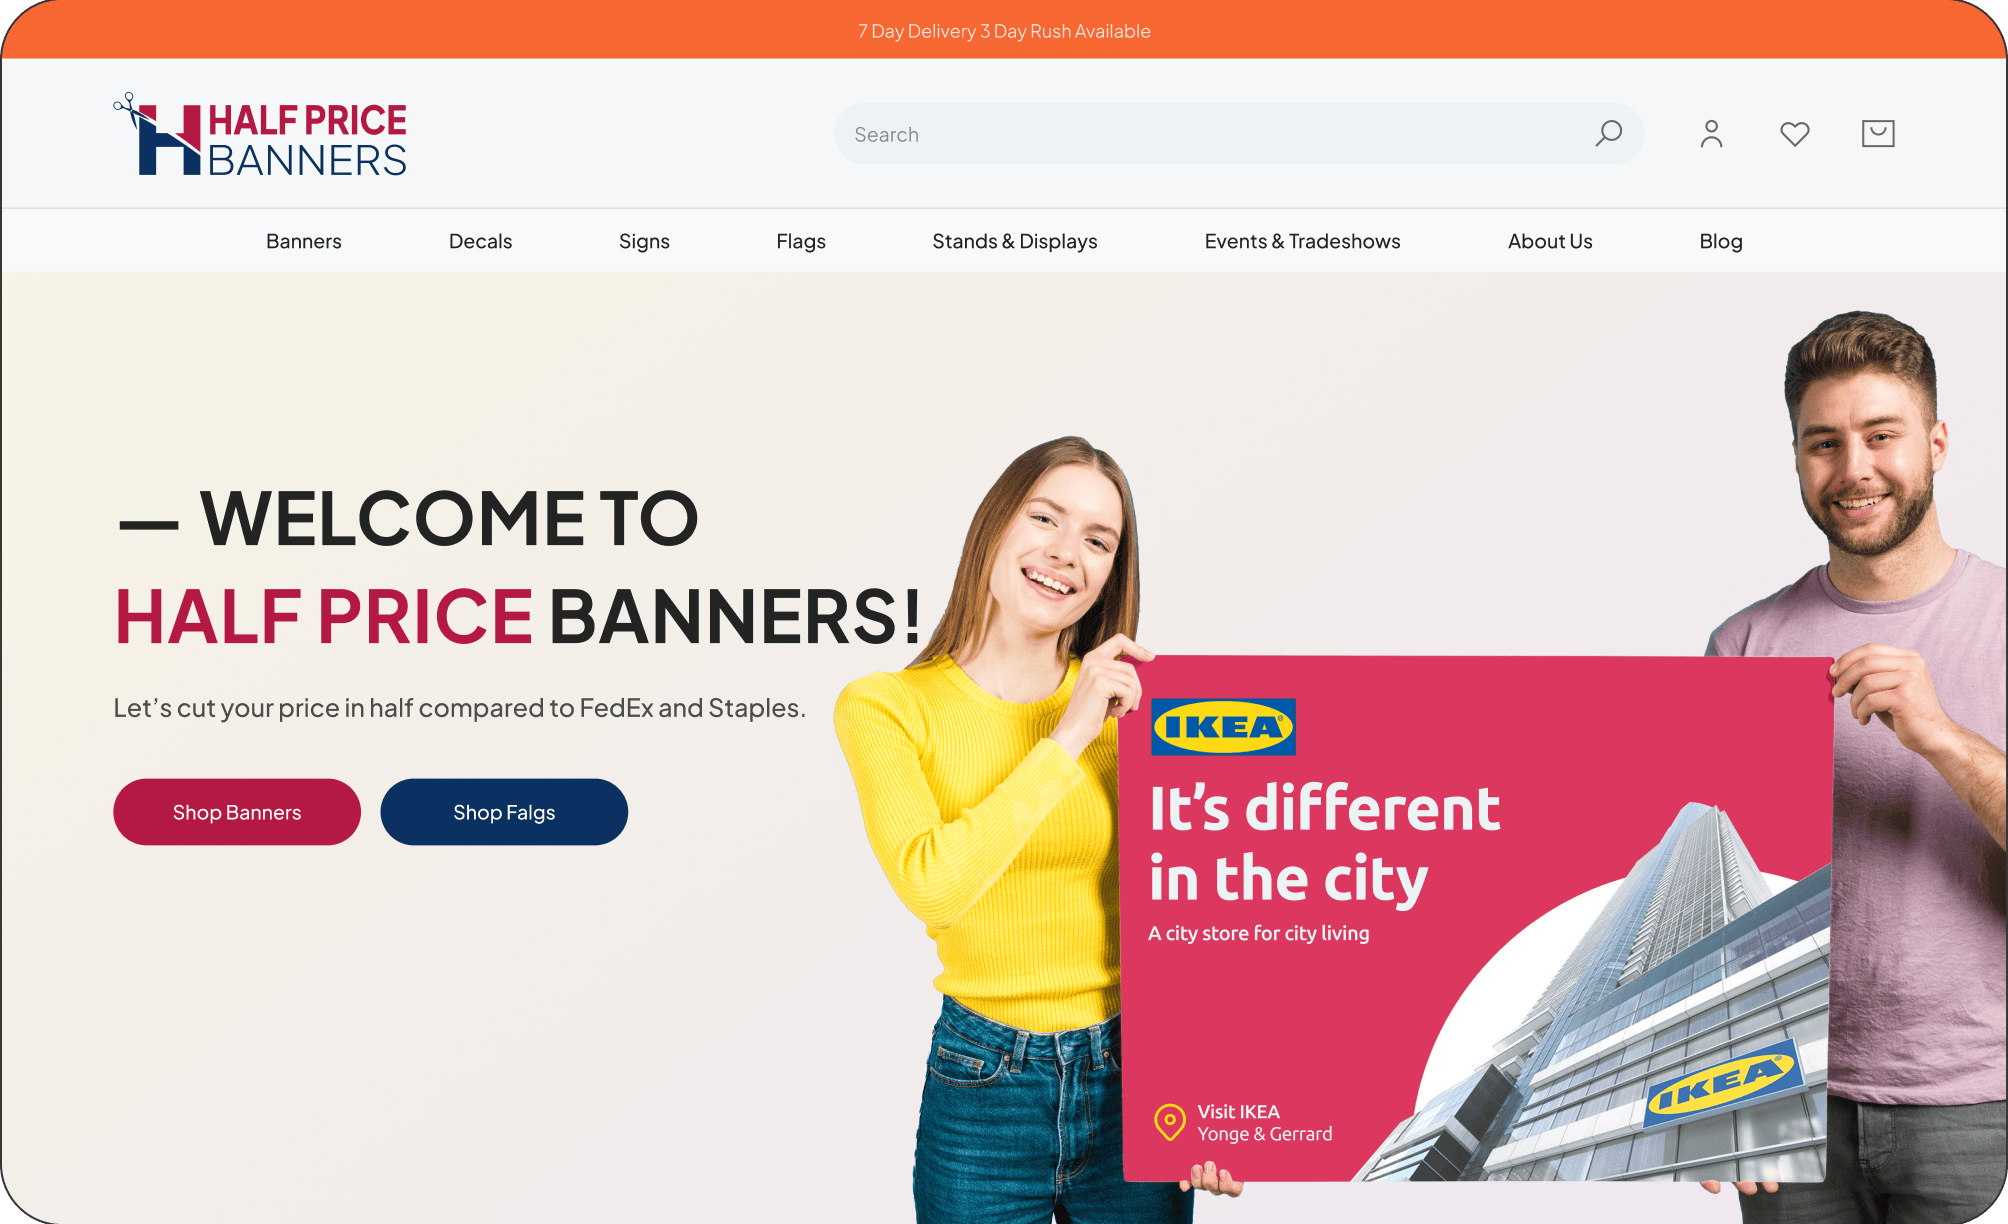 7 Day Delivery 3 Day Rush Available
HALF PRICE
BANNERS
Search
Banners
Decals
Signs
Flags
Stands & Displays
Events & Tradeshows
About Us
Blog
— WELCOME TO
HALF PRICE BANNERS!
Let’s cut your price in half compared to FedEx and Staples.
Shop Banners
Shop Falgs
IKEA®
It’s different
in the city
A city store for city living
IKEA®
Visit IKEA
Yonge & Gerrard